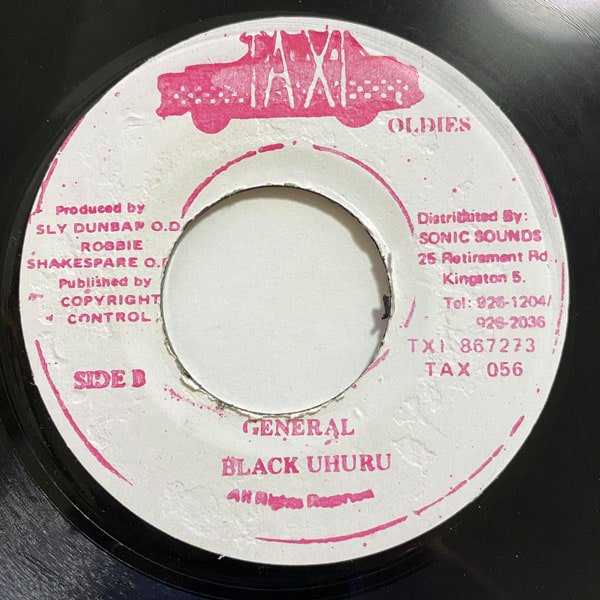 TAXI
OLDIES
Produced by
SLY DUNBAR O.D.
ROBBIE
SHAKESPARE O.D
Published by
COPYRIGHT
CONTROL
SIDE B
Distributed By:
SONIC SOUNDS
25 Retirement Rd.
Kingston 5.
Tel: 926-1204/
926-2036
TXI 867273
TAX 056
GENERAL
BLACK UHURU
All Rights Reserved